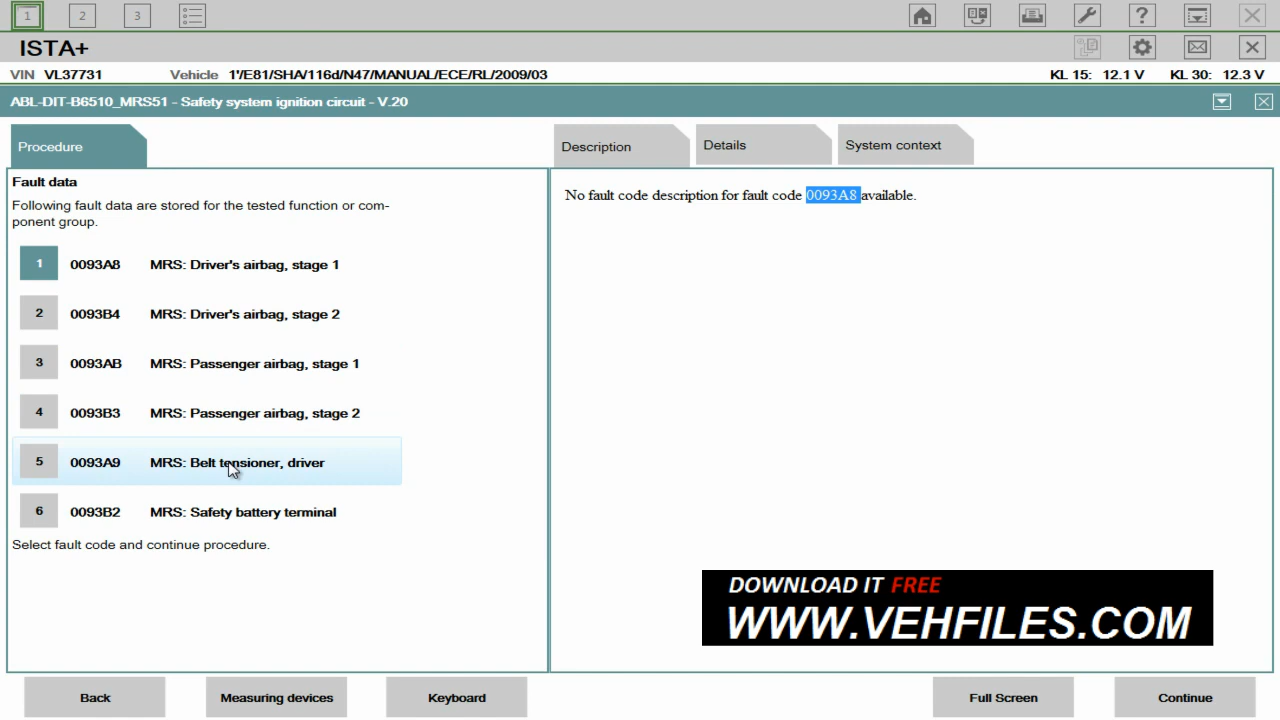 1
2
3
ISTA+
VIN VL37731 Vehicle 1'/E81/SHA/116d/N47/MANUAL/ECE/RL/2009/03 KL 15: 12.1 V KL 30: 12.3 V
ABL-DIT-B6510_MRS51 - Safety system ignition circuit - V.20
Procedure
Fault data
Following fault data are stored for the tested function or com-
ponent group.
1 0093A8 MRS: Driver's airbag, stage 1
2 0093B4 MRS: Driver's airbag, stage 2
3 0093AB MRS: Passenger airbag, stage 1
4 0093B3 MRS: Passenger airbag, stage 2
5 0093A9 MRS: Belt tensioner, driver
6 0093B2 MRS: Safety battery terminal
Select fault code and continue procedure.
Description Details System context
No fault code description for fault code 0093A8 available.
DOWNLOAD IT FREE
WWW.VEHFILES.COM
Back Measuring devices Keyboard Full Screen Continue